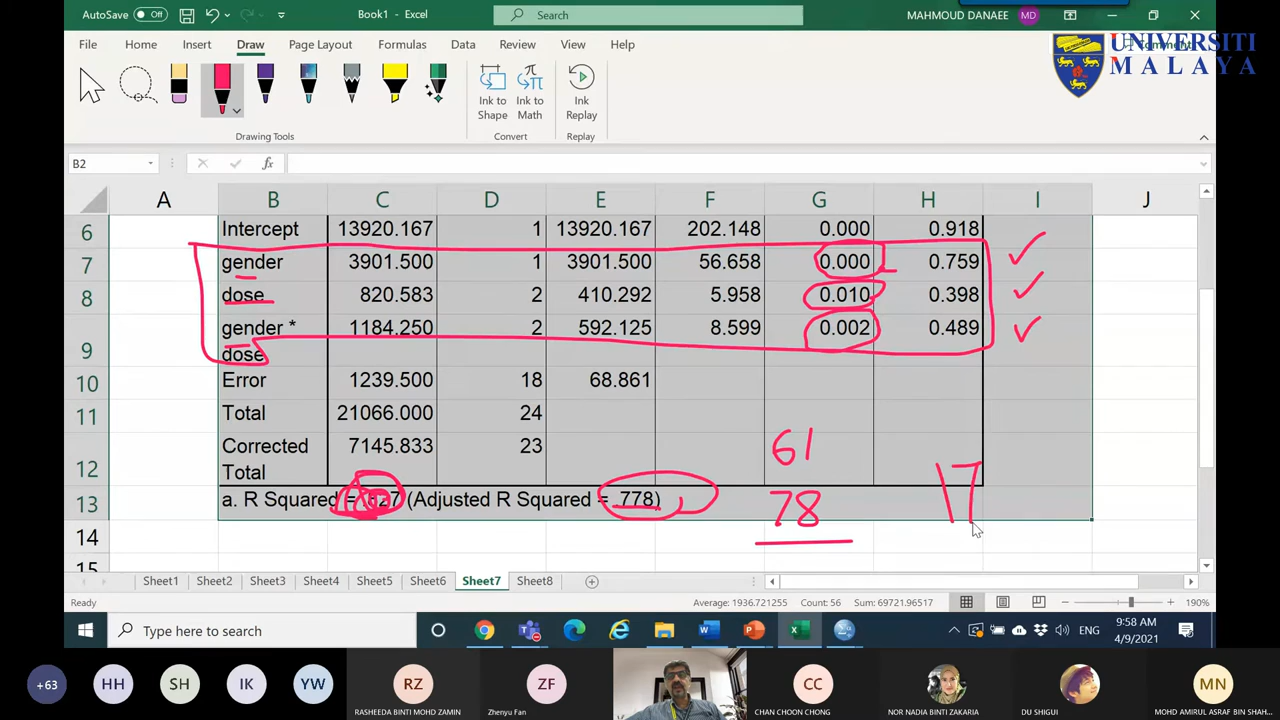 AutoSave Off Book1 - Excel Search MAHMOUD DANAEE MD
File Home Insert Draw Page Layout Formulas Data Review View Help
UNIVERSITI
MALAYA
Ink to Shape
Ink to Math
Ink Replay
Drawing Tools Convert Replay
B2 fx
A B C D E F G H I J
6 Intercept 13920.167 1 13920.167 202.148 0.000 0.918
7 gender 3901.500 1 3901.500 56.658 0.000 0.759
8 dose 820.583 2 410.292 5.958 0.010 0.398
9 gender * dose 1184.250 2 592.125 8.599 0.002 0.489
10 Error 1239.500 18 68.861
11 Total 21066.000 24
12 Corrected Total 7145.833 23
61
13 a. R Squared = 27 (Adjusted R Squared = .778)
78 17
14
15
Sheet1 Sheet2 Sheet3 Sheet4 Sheet5 Sheet6 Sheet7 Sheet8
Ready Average: 1936.721255 Count: 56 Sum: 69721.96517 190%
Type here to search ENG 9:58 AM
4/9/2021
+63 HH SH IK YW RZ ZF CC MN
RASHEEDA BINTI MOHD ZAMIN Zhenyu Fan CHAN CHOON CHONG NOR NADIA BINTI ZAKARIA DU SHIGUI MOHD AMIRUL ASRAF BIN SHAH...